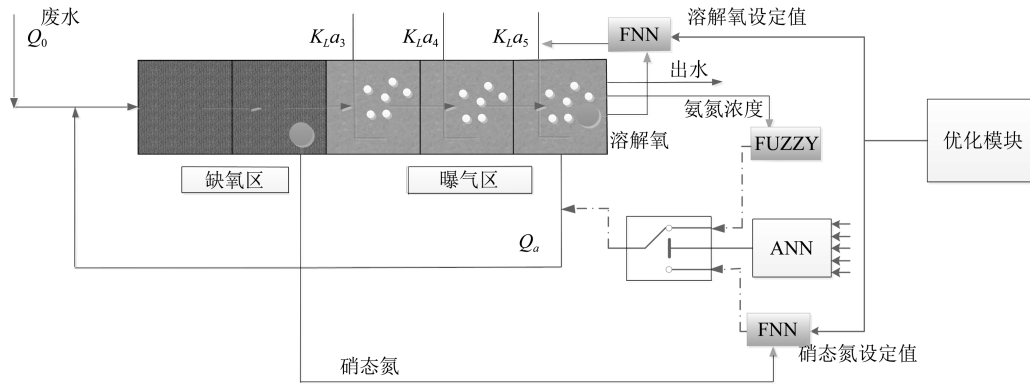 废水
Q0
KLa3
KLa4
KLa5
FNN
溶解氧设定值
出水
氨氮浓度
溶解氧
FUZZY
优化模块
缺氧区
曝气区
Qa
ANN
FNN
硝态氮设定值
硝态氮